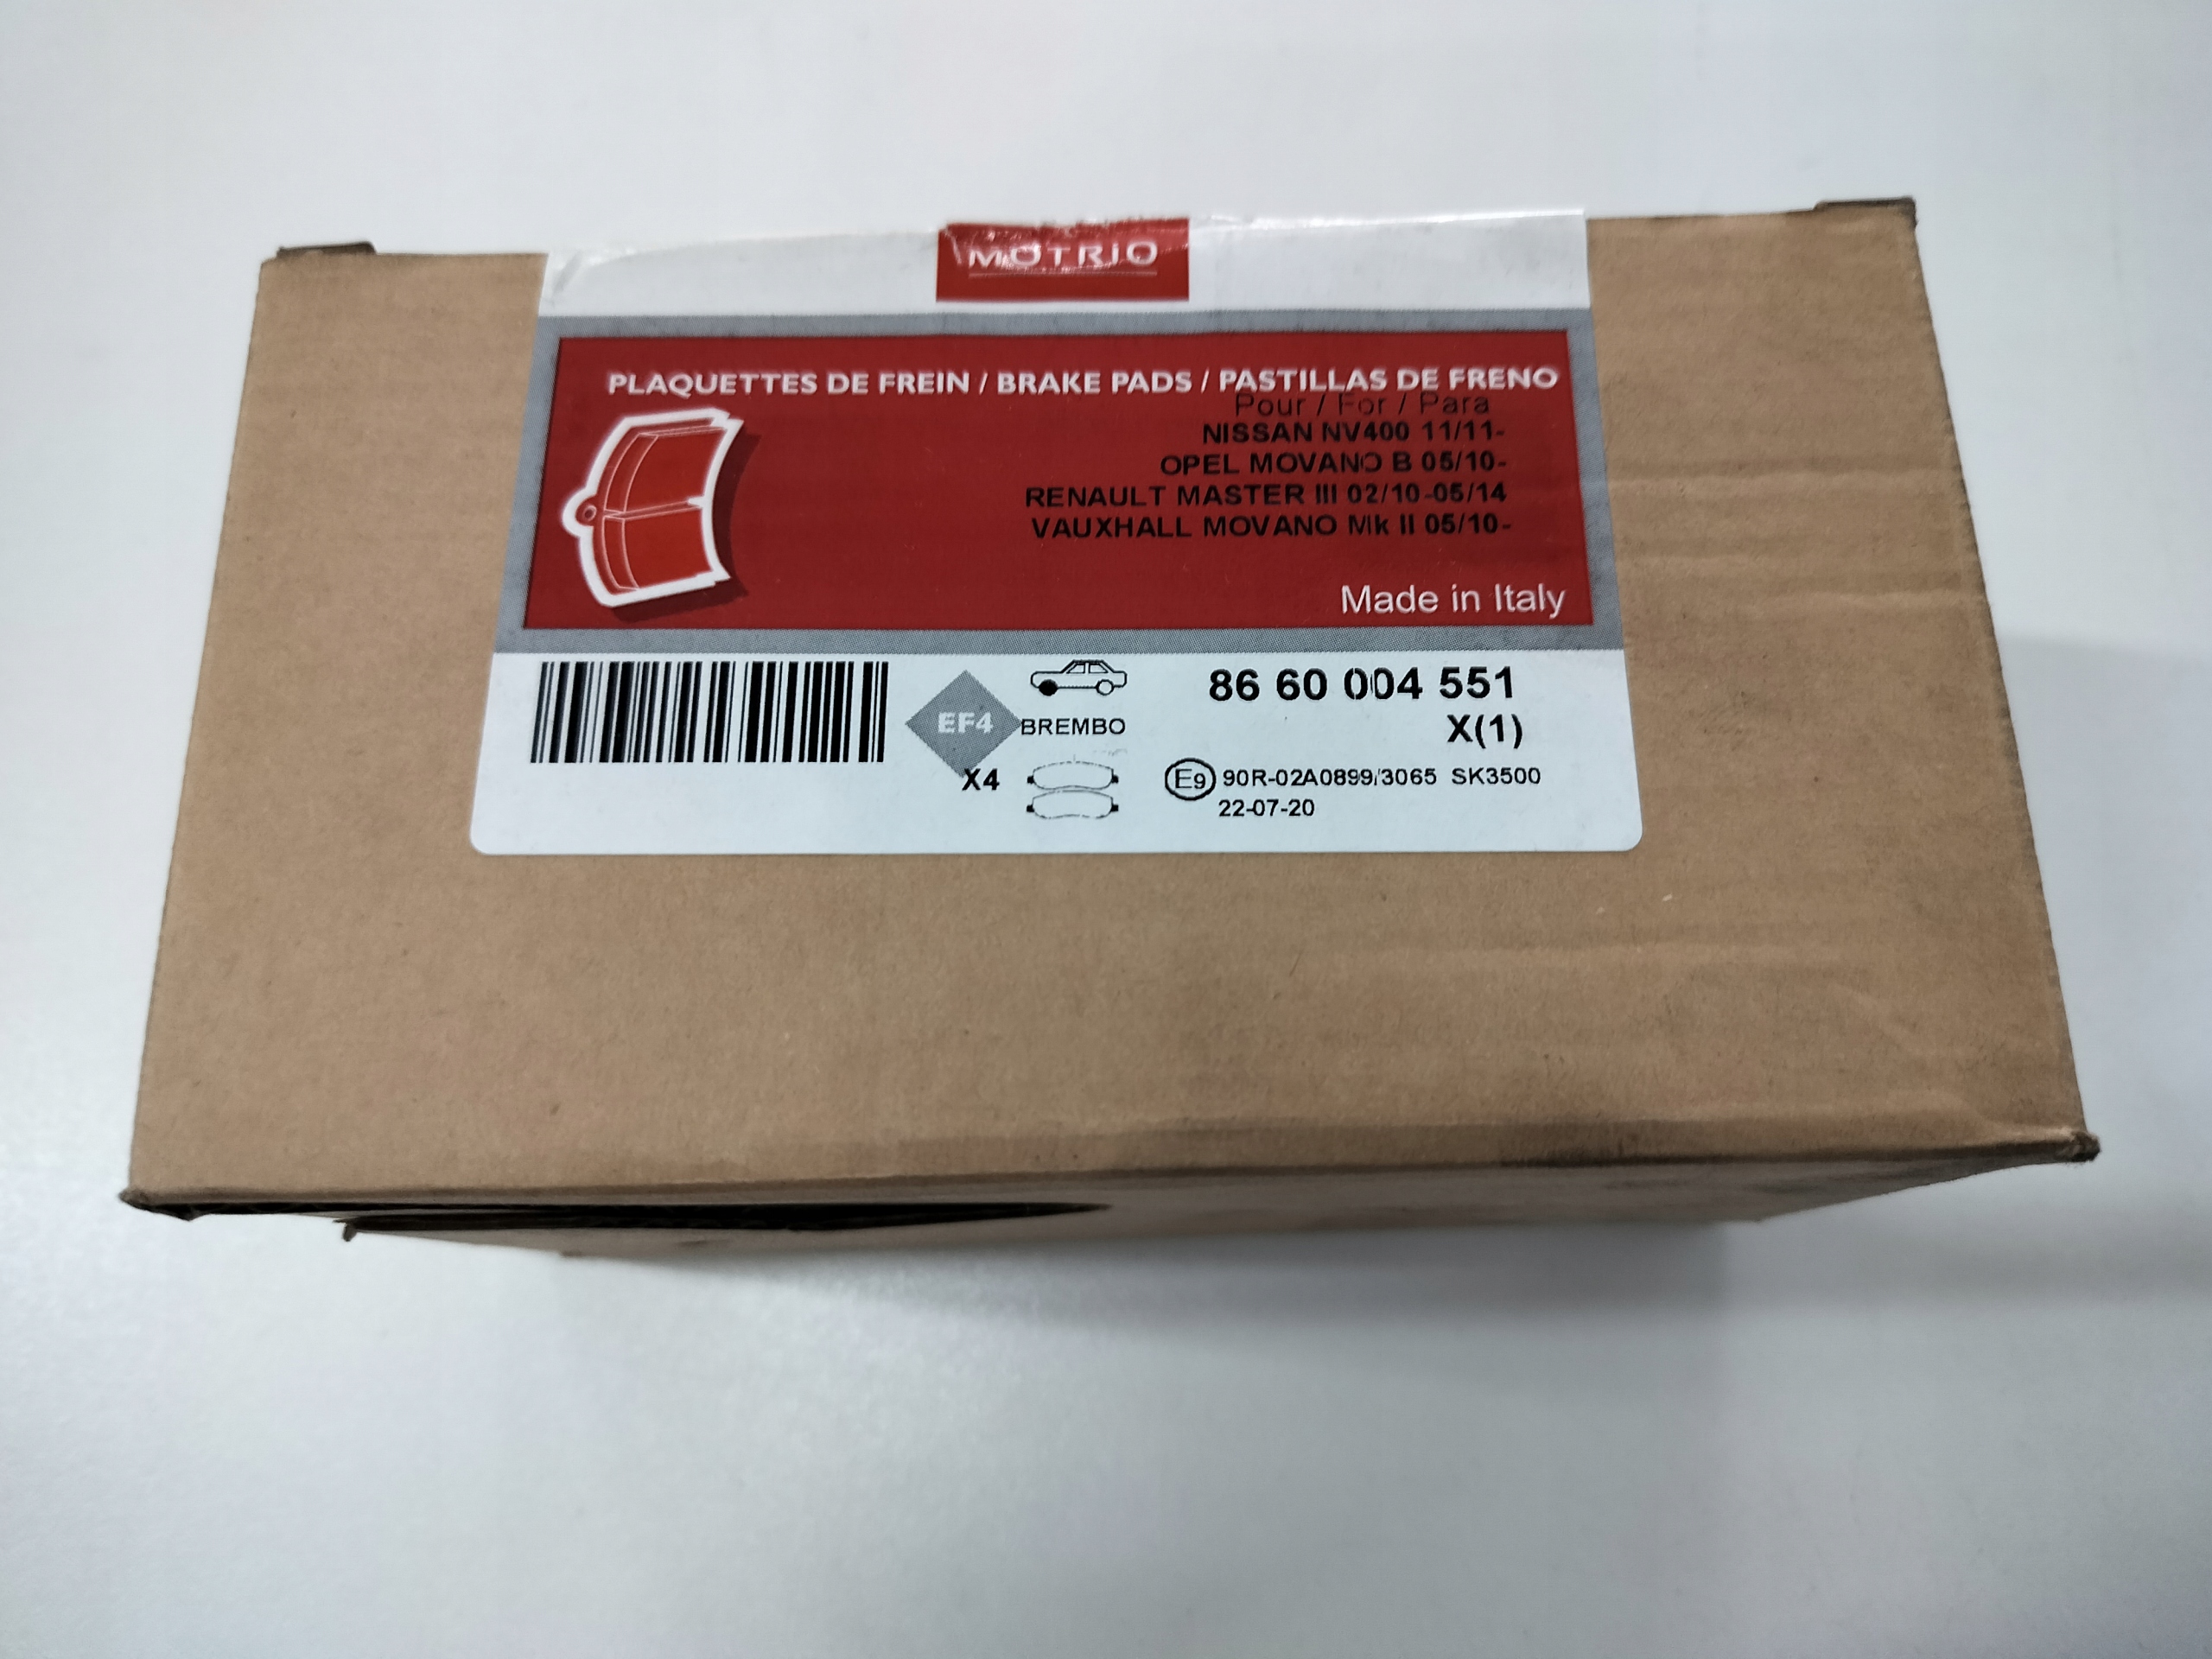 MOTRIO
PLAQUETTES DE FREIN / BRAKE PADS / PASTILLAS DE FRENO
Pour / For / Para
NISSAN NV400 11/11-
OPEL MOVANO B 05/10-
RENAULT MASTER III 02/10-05/14
VAUXHALL MOVANO Mk II 05/10-
Made in Italy
EF4
BREMBO
X4
86 60 004 551
X(1)
E9 90R-02A0899/3065 SK3500
22-07-20